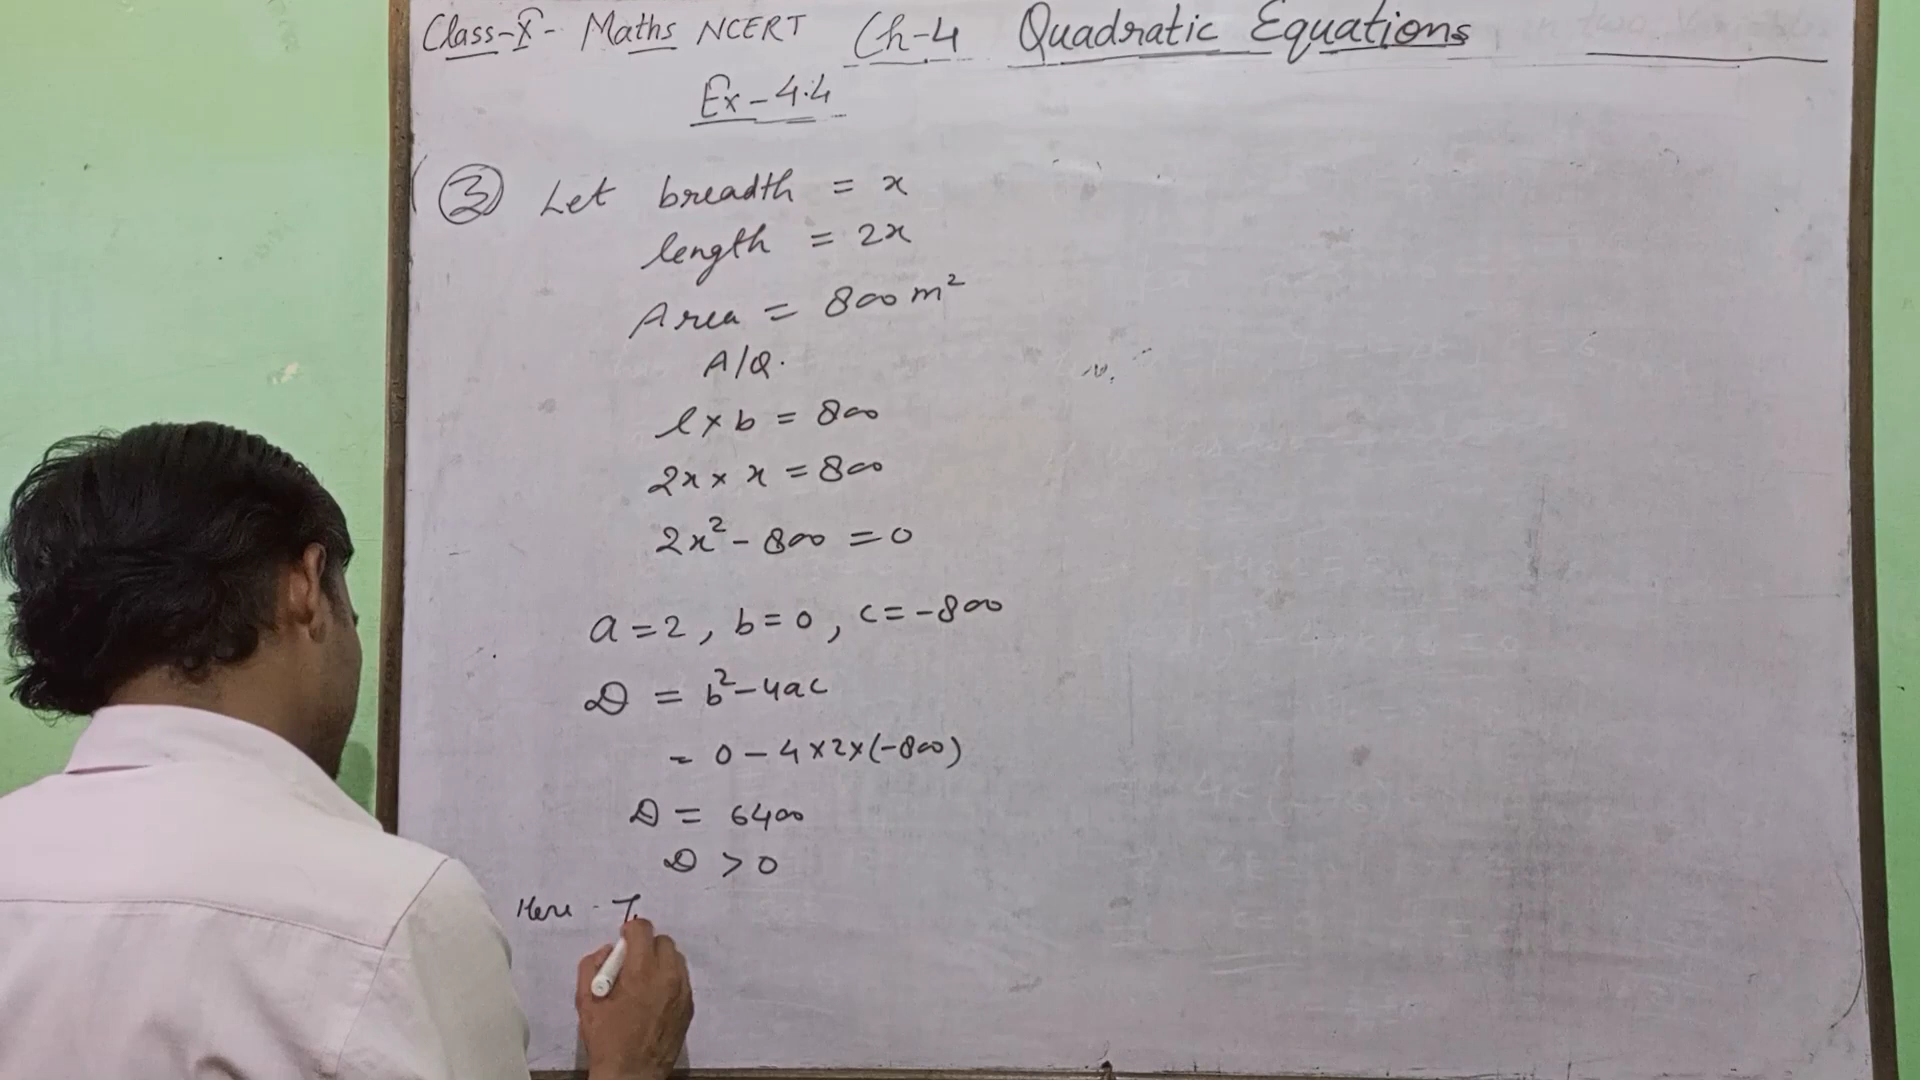 Class-X- Maths NCERT Ch-4 Quadratic Equations
Ex-4.4
(3) Let breadth = x
length = 2x
Area = 800 m²
A/Q.
l × b = 800
2x × x = 800
2x² - 800 = 0
a = 2, b = 0, c = -800
D = b² - 4ac
= 0 - 4 × 2 × (-800)
D = 6400
D > 0
Here